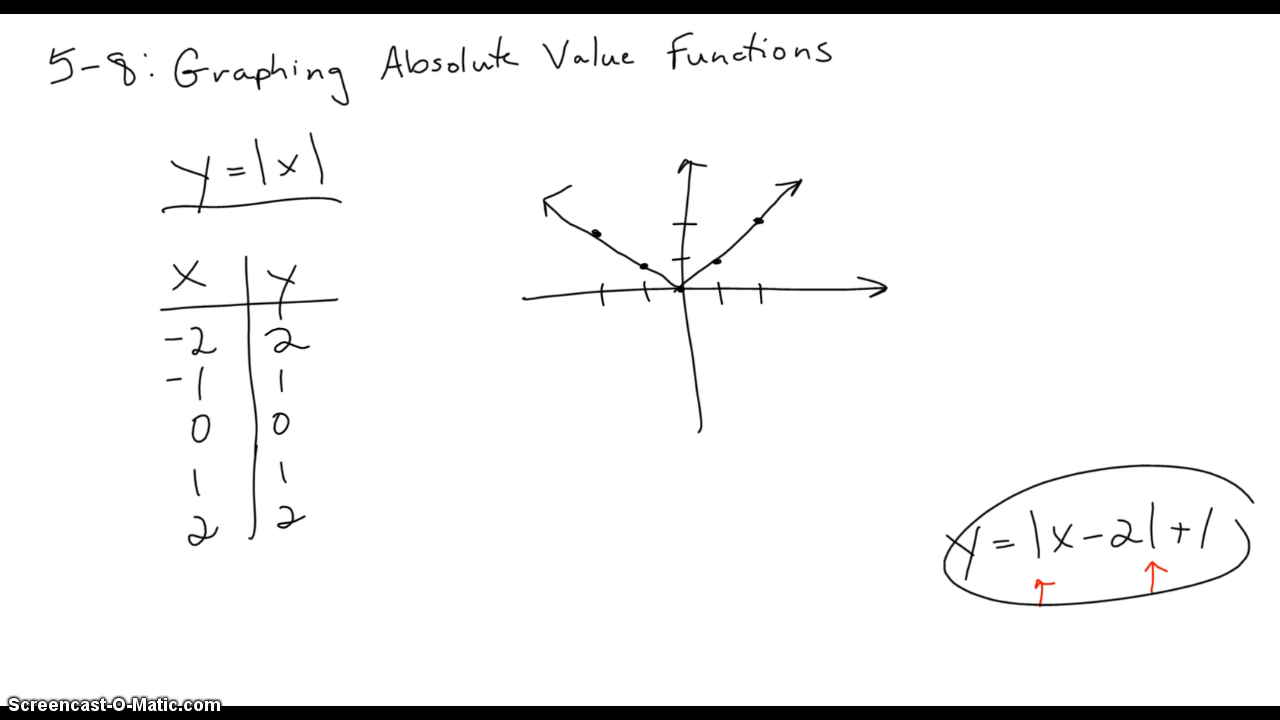 5-8: Graphing Absolute Value Functions
y = |x|
x y
-2 2
-1 1
0 0
1 1
2 2
y = |x-2|+1
Screencast-O-Matic.com